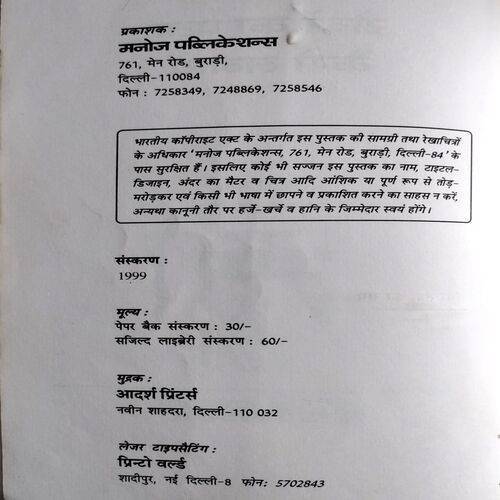 प्रकाशक :
मनोज पब्लिकेशन्स
761, मेन रोड, बुराड़ी,
दिल्ली-110084
फोन : 7258349, 7248869, 7258546
भारतीय कॉपीराइट एक्ट के अन्तर्गत इस पुस्तक की सामग्री तथा रेखाचित्रों
के अधिकार 'मनोज पब्लिकेशन्स, 761, मेन रोड, बुराड़ी, दिल्ली-84' के
पास सुरक्षित हैं। इसलिए कोई भी सज्जन इस पुस्तक का नाम, टाइटल-
डिजाइन, अंदर का मैटर व चित्र आदि आंशिक या पूर्ण रूप से तोड़-
मरोड़कर एवं किसी भी भाषा में छापने व प्रकाशित करने का साहस न करें,
अन्यथा कानूनी तौर पर हर्जे-खर्चे व हानि के जिम्मेदार स्वयं होंगे।
संस्करण :
1999
मूल्य :
पेपर बैक संस्करण : 30/-
सजिल्द लाइब्रेरी संस्करण : 60/-
मुद्रक :
आदर्श प्रिंटर्स
नवीन शाहदरा, दिल्ली-110 032
लेजर टाइपसैटिंग :
प्रिन्टो वर्ल्ड
शादीपुर, नई दिल्ली-8 फोन: 5702843